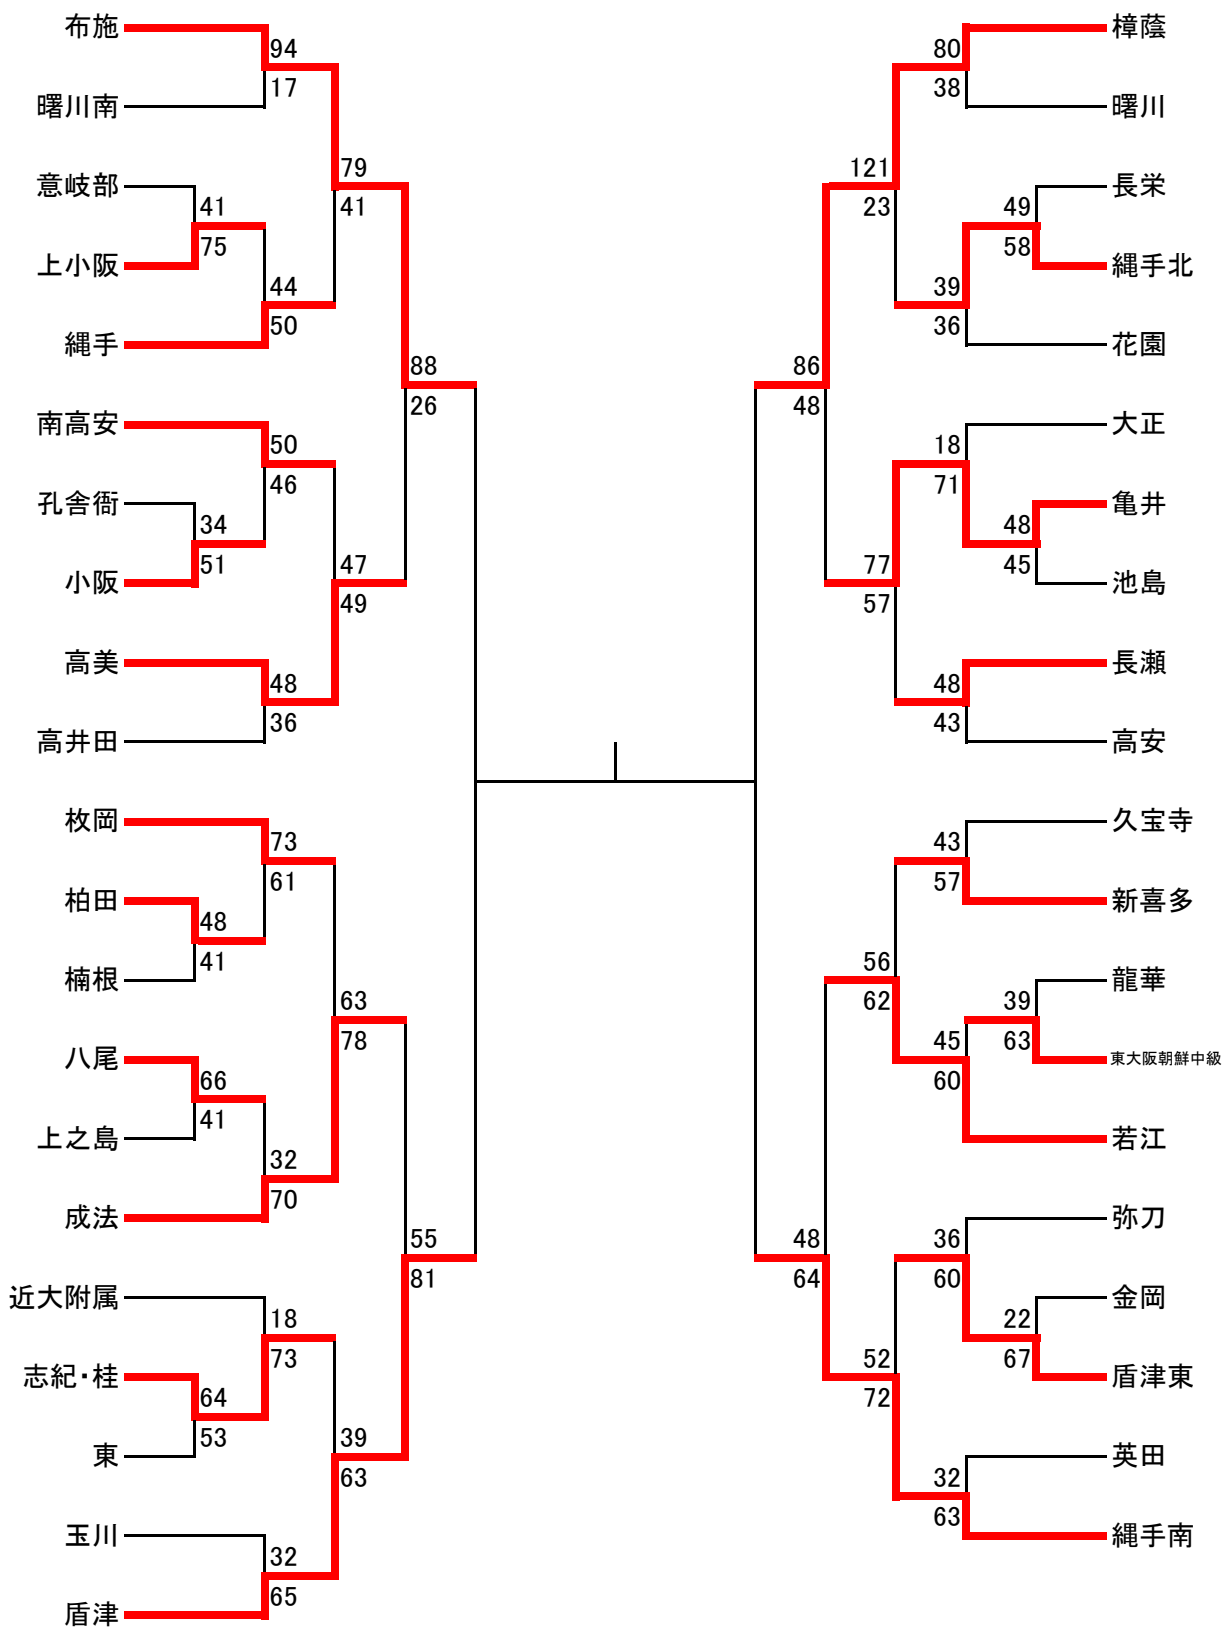 布施
94
17
曙川南
79
41
意岐部
41
75
上小阪
44
50
縄手
88
26
南高安
50
46
孔舎衙
34
51
小阪
47
49
高美
48
36
高井田
枚岡
73
61
柏田
48
41
楠根
63
78
八尾
66
41
上之島
32
70
成法
55
81
近大附属
18
73
志紀・桂
64
53
東
39
63
玉川
32
65
盾津
樟蔭
80
38
曙川
121
23
長栄
49
58
縄手北
39
36
花園
86
48
大正
18
71
亀井
48
45
池島
77
57
長瀬
48
43
高安
久宝寺
43
57
新喜多
56
62
龍華
39
63
東大阪朝鮮中級
45
60
若江
48
64
弥刀
36
60
金岡
22
67
盾津東
52
72
英田
32
63
縄手南